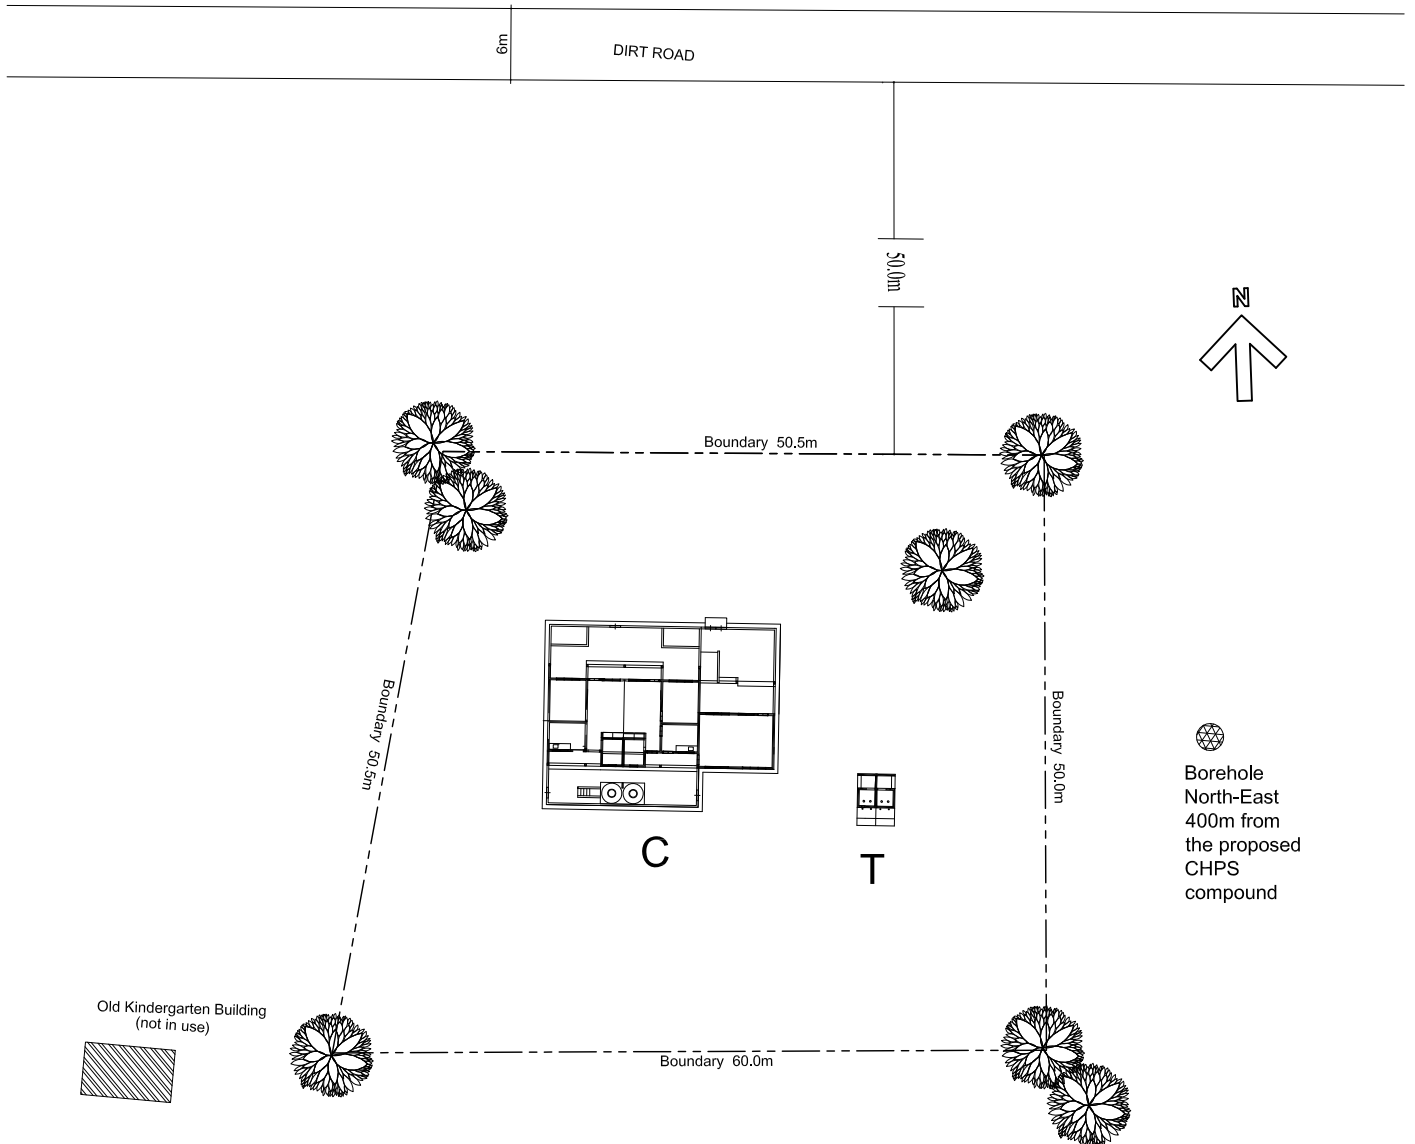 6m
DIRT ROAD
50.0m
N
Boundary 50.5m
Boundary 50.5m
Boundary 50.0m
Borehole
North-East
400m from
the proposed
CHPS
compound
C
T
Old Kindergarten Building
(not in use)
Boundary 60.0m